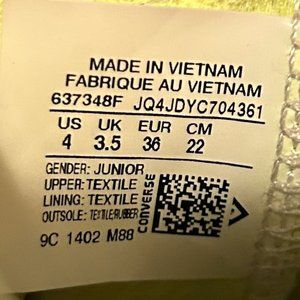 MADE IN VIETNAM
FABRIQUE AU VIETNAM
637348F JQ4JDYC704361
US UK EUR CM
4 3.5 36 22
GENDER: JUNIOR
UPPER: TEXTILE
LINING: TEXTILE
OUTSOLE: TEXTILE/RUBBER
CONVERSE
9C 1402 M88